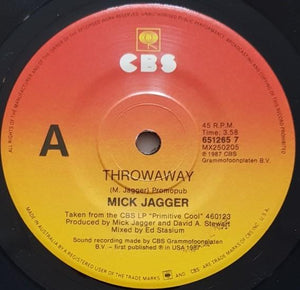 CBS
A
45 R.P.M.
Time: 3.58
651265 7
MX250205
℗ 1987 CBS
Grammofoonplaten B.V.
THROWAWAY
(M. Jagger) Promopub
MICK JAGGER
Taken from the CBS LP "Primitive Cool" 460123
Produced by Mick Jagger and David A. Stewart
Mixed by Ed Stasium
Sound recording made by CBS Grammofoonplaten
B.V. - first published in USA 1987